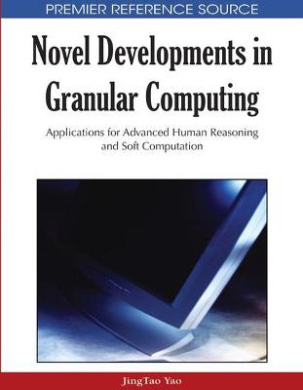 PREMIER REFERENCE SOURCE
Novel Developments in
Granular Computing
Applications for Advanced Human Reasoning
and Soft Computation
JingTao Yao